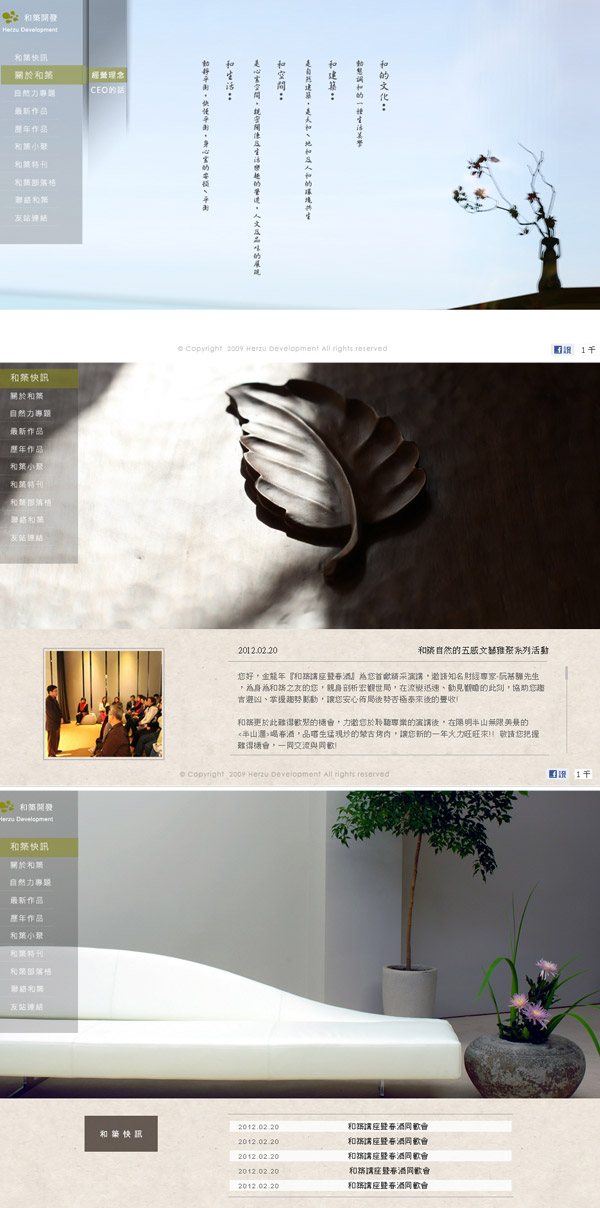 和築開發
Herzu Development
和築快訊
關於和築
自然力專題
最新作品
歷年作品
和築小聚
和築特刊
和築部落格
聯絡和築
友站連結
經營理念
CEO的話
和的文化：
動態調和的一種生活美學
和建築：
是自然建築，是天和、地和及人和的環境共生
和空間：
是心靈空間，
和生活：
動靜平衡，快慢平衡，身心靈的安頓、平衡
© Copyright 2009 Herzu Development All rights reserved
讚 1 千
和築快訊
關於和築
自然力專題
最新作品
歷年作品
和築小聚
和築特刊
和築部落格
聯絡和築
友站連結
2012.02.20
和築自然的五感文藝雅聚系列活動
您好，金龍年『和築講座暨春酒』為您首獻精采演講，邀請知名財經專家-阮慕驊先生
，為身為和築之友的您，親身剖析宏觀世局，在流變迅速、動見觀瞻的此刻，協助您趨
吉避凶、掌握趨勢脈動，讓您安心佈局後勢否極泰來後的豐收!
和築更於此難得歡聚的機會，力邀您於聆聽專業的演講後，在陽明半山無限美景的
<半山灑>喝春酒，品嚐生猛現炒的蒙古烤肉，讓您新的一年火力旺旺來!! 敬請您把握
難得機會，一同交流與同歡!
© Copyright 2009 Herzu Development All rights reserved
讚 1 千
和築開發
Herzu Development
和築快訊
關於和築
自然力專題
最新作品
歷年作品
和築小聚
和築特刊
和築部落格
聯絡和築
友站連結
和築快訊
2012.02.20 和築講座暨春酒同歡會
2012.02.20 和築講座暨春酒同歡會
2012.02.20 和築講座暨春酒同歡會
2012.02.20 和築講座暨春酒同歡會
2012.02.20 和築講座暨春酒同歡會